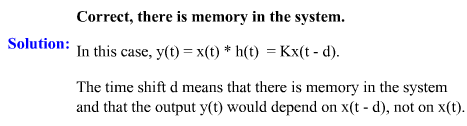 Correct, there is memory in the system.
Solution: In this case, y(t) = x(t) * h(t) = Kx(t - d).
The time shift d means that there is memory in the system
and that the output y(t) would depend on x(t - d), not on x(t).